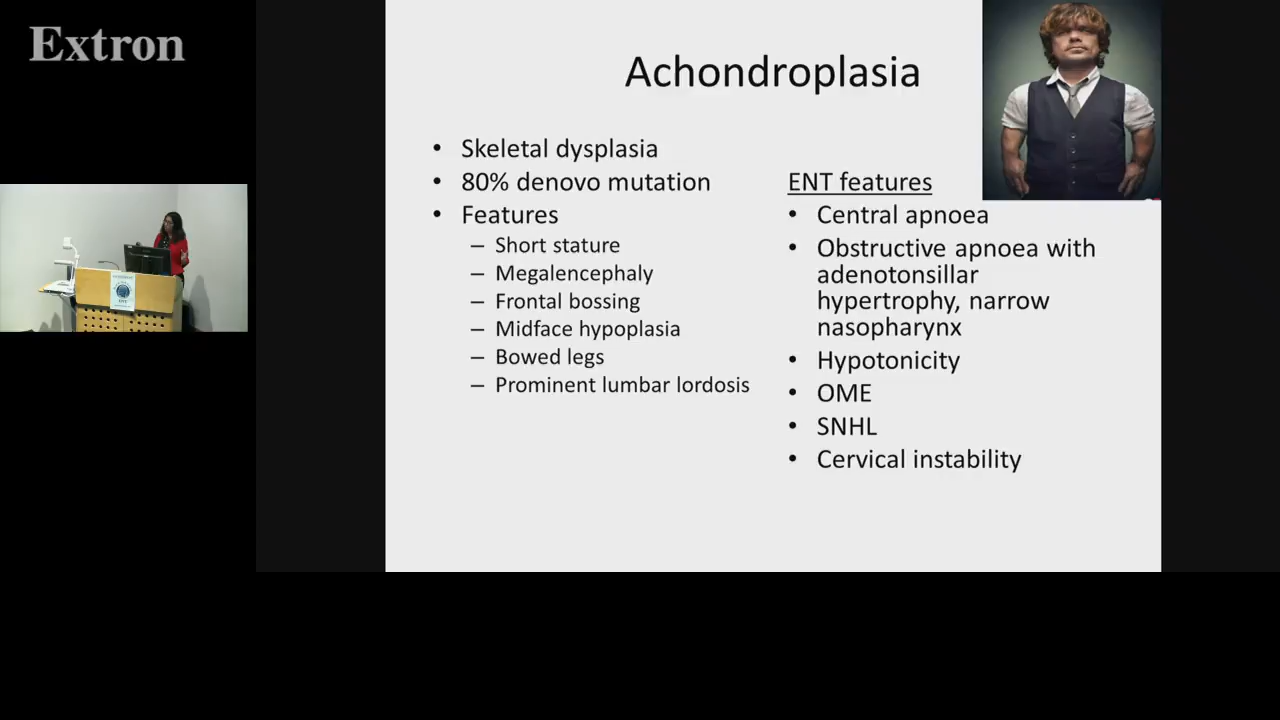 Extron
Achondroplasia
• Skeletal dysplasia
• 80% denovo mutation
• Features
– Short stature
– Megalencephaly
– Frontal bossing
– Midface hypoplasia
– Bowed legs
– Prominent lumbar lordosis
ENT features
• Central apnoea
• Obstructive apnoea with
adenotonsillar
hypertrophy, narrow
nasopharynx
• Hypotonicity
• OME
• SNHL
• Cervical instability